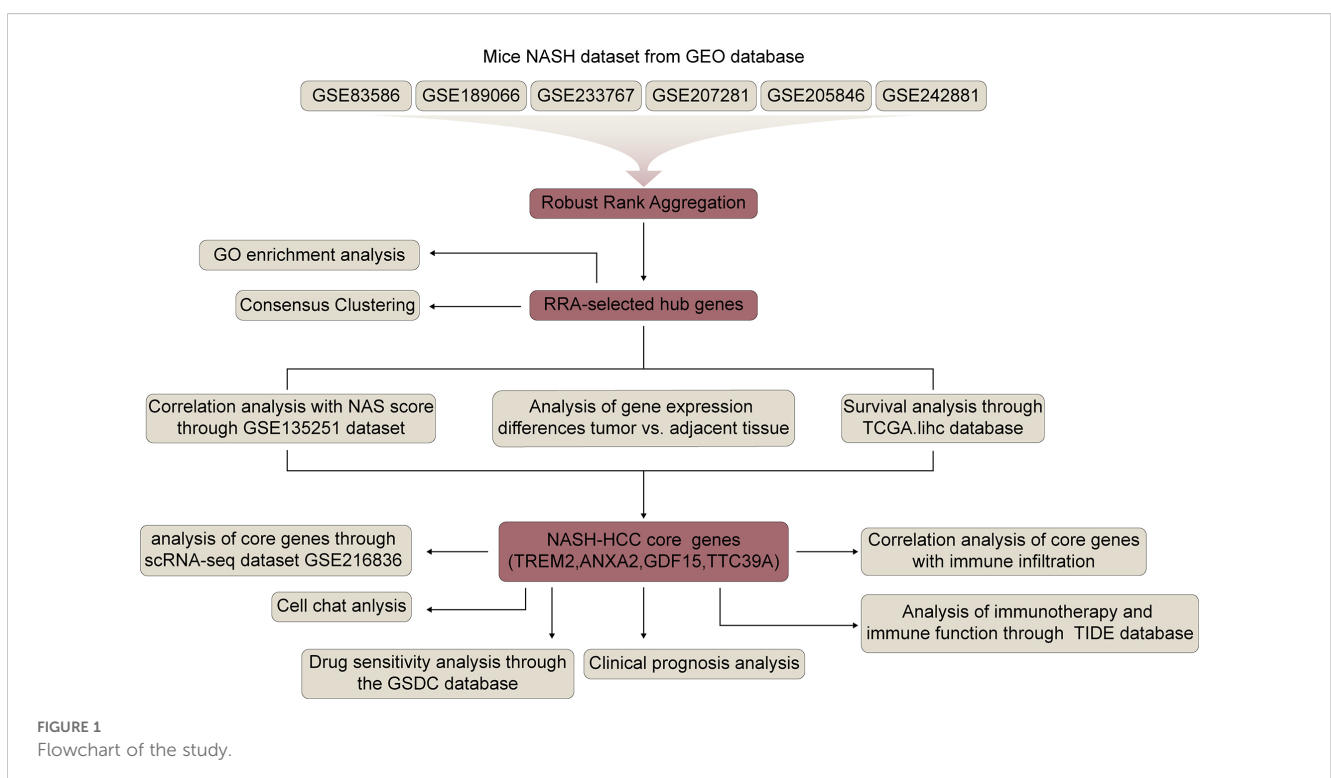 Mice NASH dataset from GEO database
GSE83586 GSE189066 GSE233767 GSE207281 GSE205846 GSE242881
Robust Rank Aggregation
GO enrichment analysis
Consensus Clustering
RRA-selected hub genes
Correlation analysis with NAS score
through GSE135251 dataset
Analysis of gene expression
differences tumor vs. adjacent tissue
Survival analysis through
TCGA.lihc database
analysis of core genes through
scRNA-seq dataset GSE216836
NASH-HCC core genes
(TREM2,ANXA2,GDF15,TTC39A)
Correlation analysis of core genes
with immune infiltration
Cell chat anlysis
Analysis of immunotherapy and
immune function through TIDE database
Drug sensitivity analysis through
the GSDC database
Clinical prognosis analysis
FIGURE 1
Flowchart of the study.